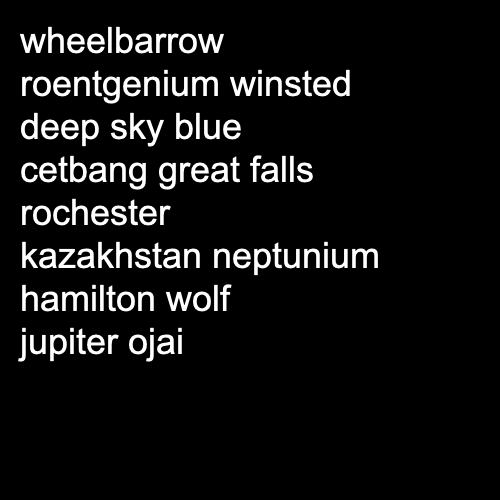 wheelbarrow
roentgenium winsted
deep sky blue
cetbang great falls
rochester
kazakhstan neptunium
hamilton wolf
jupiter ojai